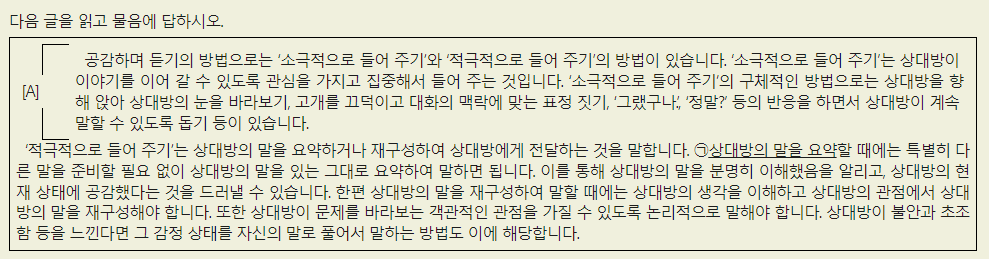 다음 글을 읽고 물음에 답하시오.
공감하며 듣기의 방법으로는 '소극적으로 들어 주기'와 '적극적으로 들어 주기'의 방법이 있습니다. '소극적으로 들어 주기'는 상대방이
이야기를 이어 갈 수 있도록 관심을 가지고 집중해서 들어 주는 것입니다. '소극적으로 들어 주기'의 구체적인 방법으로는 상대방을 향
[A] 해 앉아 상대방의 눈을 바라보기, 고개를 끄덕이고 대화의 맥락에 맞는 표정 짓기, '그랬구나.', '정말?' 등의 반응을 하면서 상대방이 계속
말할 수 있도록 돕기 등이 있습니다.
'적극적으로 들어 주기'는 상대방의 말을 요약하거나 재구성하여 상대방에게 전달하는 것을 말합니다. ㉠상대방의 말을 요약할 때에는 특별히 다
른 말을 준비할 필요 없이 상대방의 말을 있는 그대로 요약하여 말하면 됩니다. 이를 통해 상대방의 말을 분명히 이해했음을 알리고, 상대방의 현
재 상태에 공감했다는 것을 드러낼 수 있습니다. 한편 상대방의 말을 재구성하여 말할 때에는 상대방의 생각을 이해하고 상대방의 관점에서 상대
방의 말을 재구성해야 합니다. 또한 상대방이 문제를 바라보는 객관적인 관점을 가질 수 있도록 논리적으로 말해야 합니다. 상대방이 불안과 초조
함 등을 느낀다면 그 감정 상태를 자신의 말로 풀어서 말하는 방법도 이에 해당합니다.